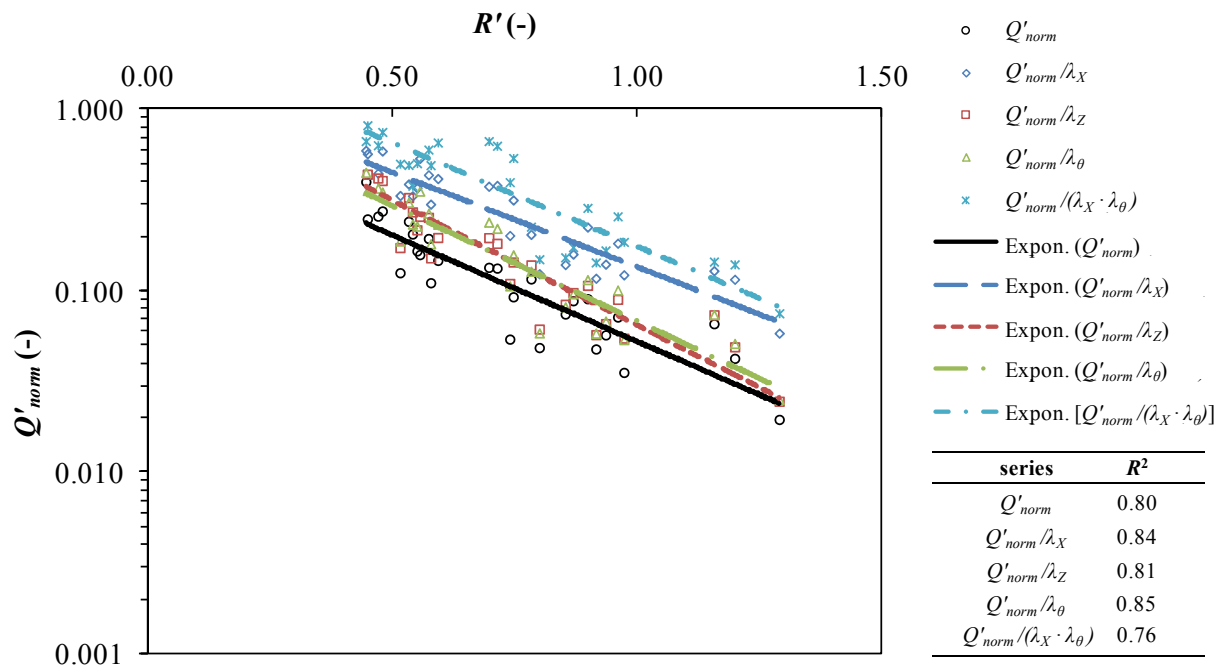 R' (-)
0.00 0.50 1.00 1.50
1.000
0.100
0.010
0.001
Q'norm (-)
Q'norm
Q'norm/λX
Q'norm/λZ
Q'norm/λθ
Q'norm/(λX · λθ)
Expon. (Q'norm)
Expon. (Q'norm/λX)
Expon. (Q'norm/λZ)
Expon. (Q'norm/λθ)
Expon. [Q'norm/(λX · λθ)]
series R²
Q'norm 0.80
Q'norm/λX 0.84
Q'norm/λZ 0.81
Q'norm/λθ 0.85
Q'norm/(λX · λθ) 0.76